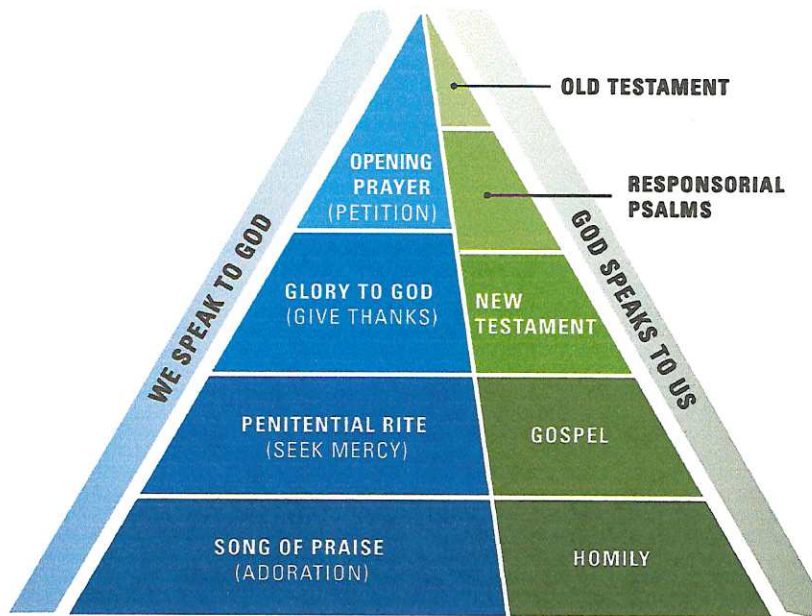 OLD TESTAMENT
OPENING
PRAYER
(PETITION)
RESPONSORIAL
PSALMS
WE SPEAK TO GOD
GOD SPEAKS TO US
GLORY TO GOD
(GIVE THANKS)
NEW
TESTAMENT
PENITENTIAL RITE
(SEEK MERCY)
GOSPEL
SONG OF PRAISE
(ADORATION)
HOMILY